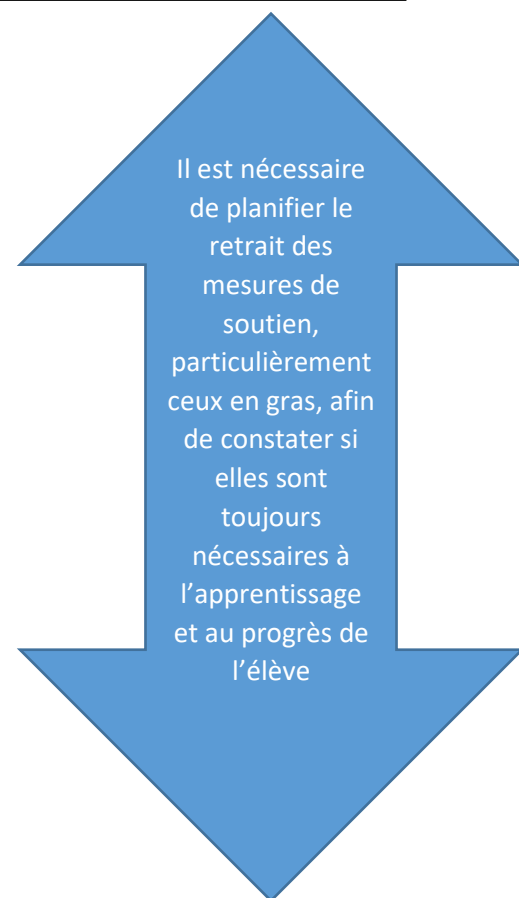 Il est nécessaire
de planifier le
retrait des
mesures de
soutien,
particulièrement
ceux en gras, afin
de constater si
elles sont
toujours
nécessaires à
l’apprentissage
et au progrès de
l’élève